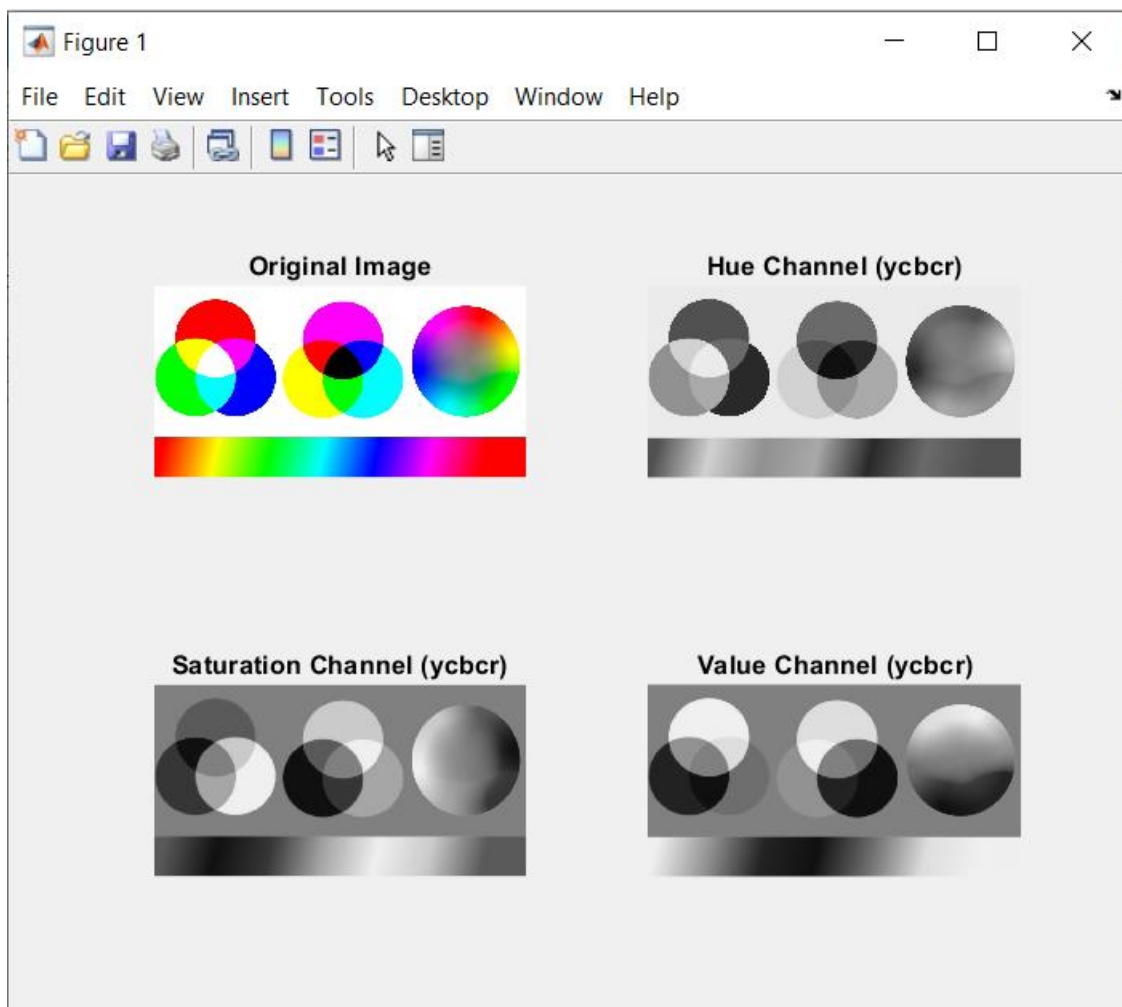 Figure 1
File Edit View Insert Tools Desktop Window Help
Original Image
Hue Channel (ycbcr)
Saturation Channel (ycbcr)
Value Channel (ycbcr)